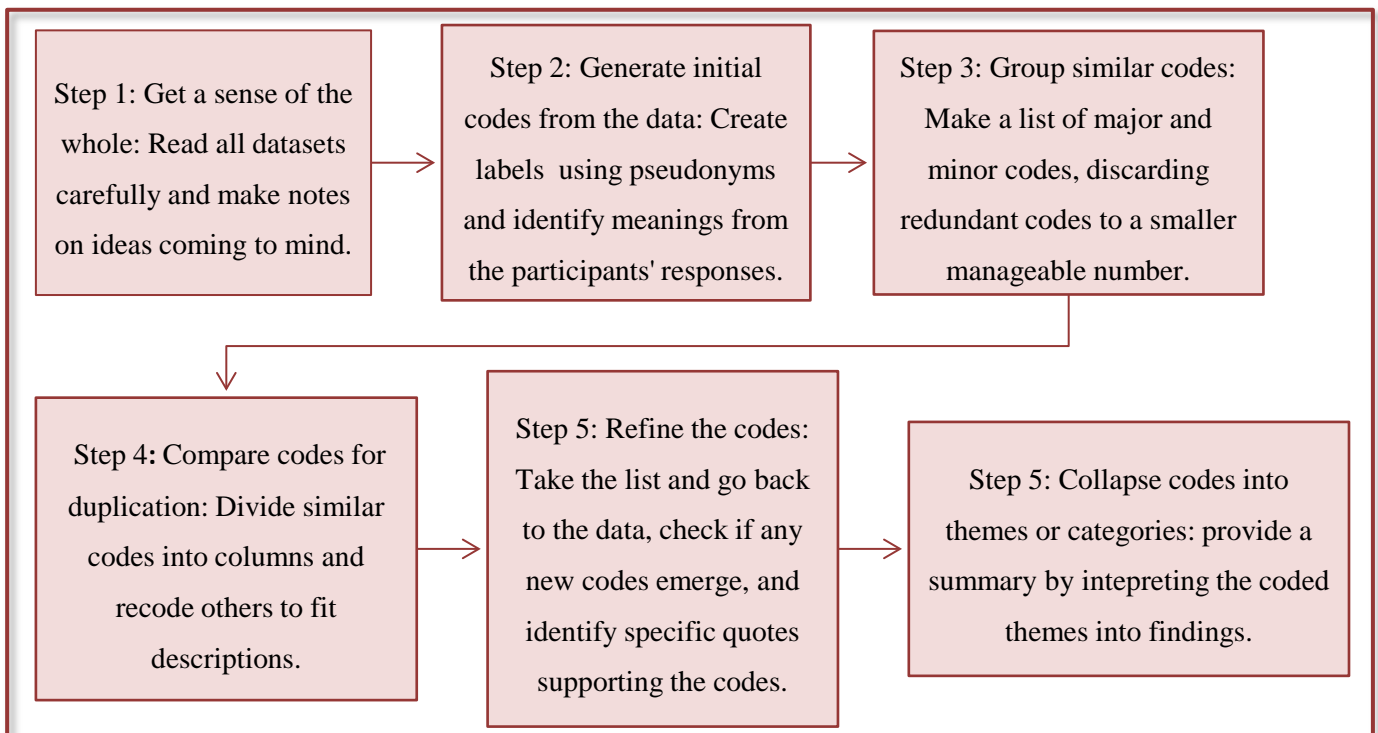 Step 1: Get a sense of the
whole: Read all datasets
carefully and make notes
on ideas coming to mind.
Step 2: Generate initial
codes from the data: Create
labels  using pseudonyms
and identify meanings from
the participants' responses.
Step 3: Group similar codes:
Make a list of major and
minor codes, discarding
redundant codes to a smaller
manageable number.
Step 4: Compare codes for
duplication: Divide similar
codes into columns and
recode others to fit
descriptions.
Step 5: Refine the codes:
Take the list and go back
to the data, check if any
new codes emerge, and
identify specific quotes
supporting the codes.
Step 5: Collapse codes into
themes or categories: provide a
summary by intepreting the coded
themes into findings.